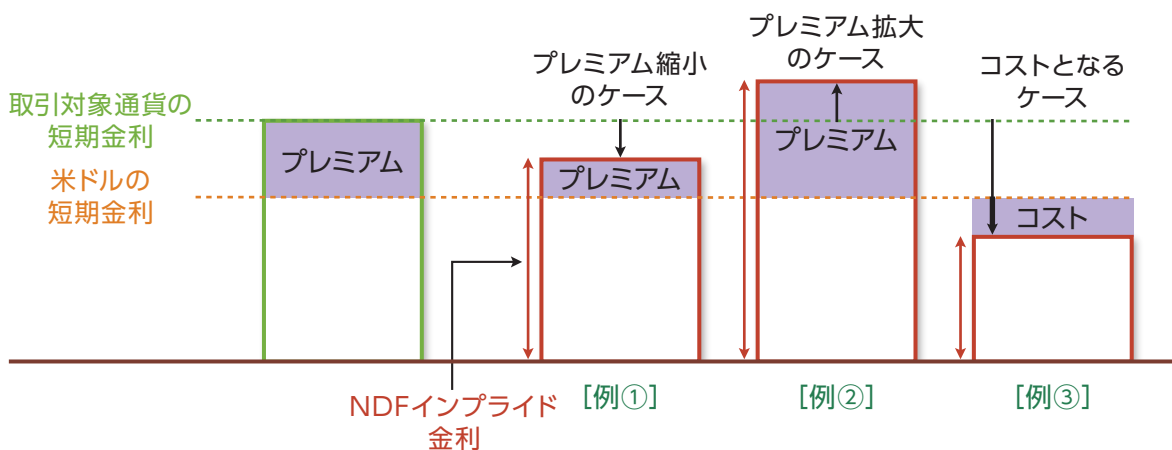 プレミアム縮小
のケース
プレミアム拡大
のケース
コストとなる
ケース
取引対象通貨の
短期金利
米ドルの
短期金利
プレミアム
プレミアム
プレミアム
コスト
NDFインプライド
金利
[例①]
[例②]
[例③]